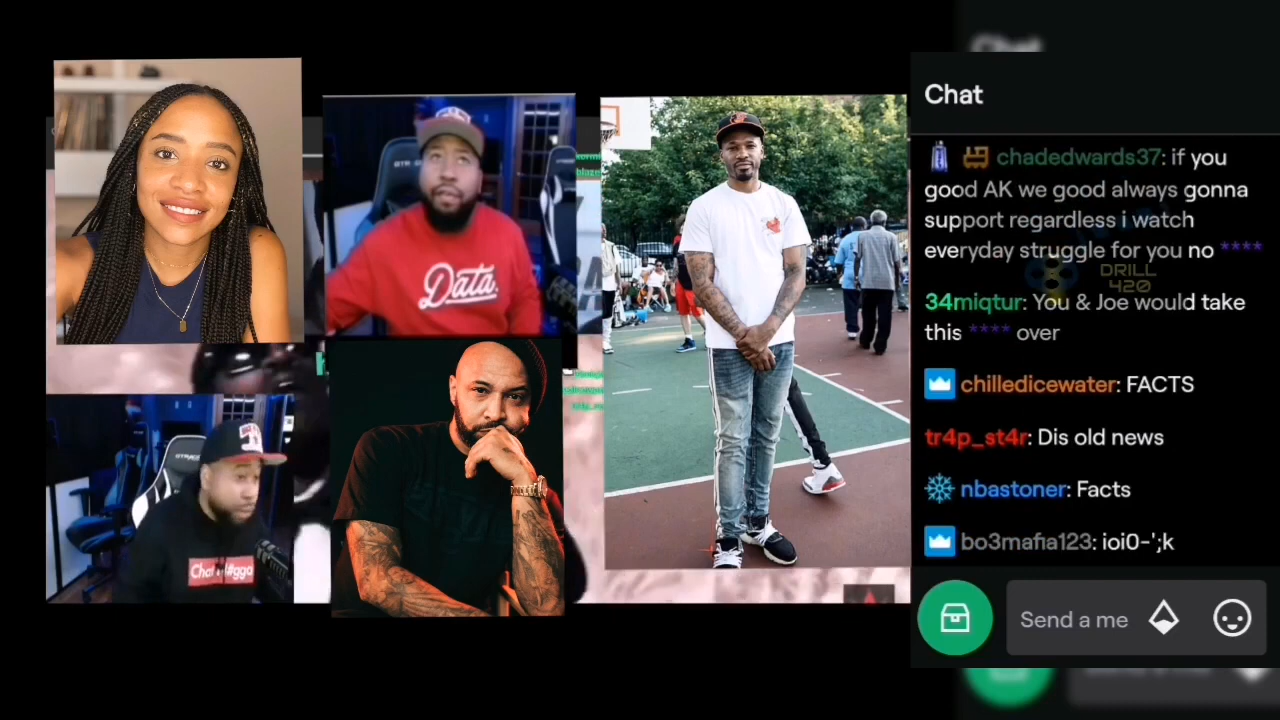 Chat
chadedwards37: if you
good AK we good always gonna
support regardless i watch
everyday struggle for you no ****
DRILL
420
34miqtur: You & Joe would take
this **** over
chilledicewater: FACTS
tr4p_st4r: Dis old news
nbastoner: Facts
bo3mafia123: ioi0-';k
Send a me
Data.